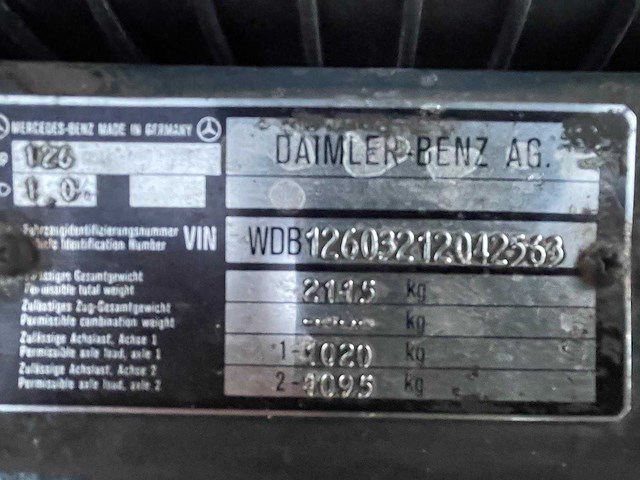 MERCEDES-BENZ MADE IN GERMANY
126
1.0%
DAIMLER-BENZ AG.
Fahrzeugidentifizierungsnummer
Vehicle Identification Number VIN WDB12603212042563
Zulässiges Gesamtgewicht
Permissible total weight 2115 kg
Zulässiges Zug-Gesamtgewicht
Permissible combination weight ----- kg
Zulässige Achslast, Achse 1
Permissible axle load, axle 1 1-1020 kg
Zulässige Achslast, Achse 2
Permissible axle load, axle 2 2-1095 kg